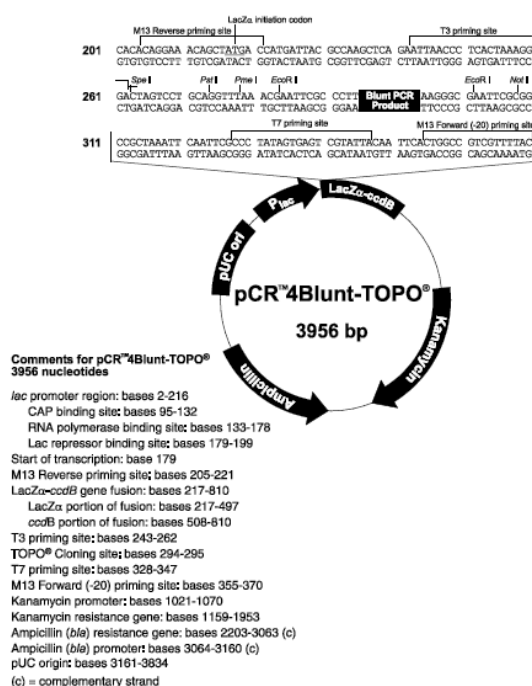 LacZα initiation codon
M13 Reverse priming site T3 priming site
201 CACACAGGAA ACAGCTATGA CCATGATTAC GCCAAGCTCA GAATTAACCC TCACTAAAGG
GTGTGTCCTT TGTCGATACT GGTACTAATG CGGTTCGAGT CTTAATTGGG AGTGATTTCC
Spe I Pst I Pme I EcoR I EcoR I Not I
261 GACTAGTCCT GCAGGTTTAA ACGAATTCGC CCTT Blunt PCR Product AAGGGC GAATTCGCGG
CTGATCAGGA CGTCCAAATT TGCTTAAGCG GGAA TTCCCG CTTAAGCGCC
T7 priming site M13 Forward (-20) priming site
311 CCGCTAAATT CAATTCGCCC TATAGTGAGT CGTATTACAA TTCACTGGCC GTCGTTTTAC
GGCGATTTAA GTTAAGCGGG ATATCACTCA GCATAATGTT AAGTGACCGG CAGCAAAATG
Plac
LacZα-ccdB
pUC ori
pCR™4Blunt-TOPO®
3956 bp
Kanamycin
Ampicillin
Comments for pCR™4Blunt-TOPO®
3956 nucleotides
lac promoter region: bases 2-216
CAP binding site: bases 95-132
RNA polymerase binding site: bases 133-178
Lac repressor binding site: bases 179-199
Start of transcription: base 179
M13 Reverse priming site: bases 205-221
LacZα-ccdB gene fusion: bases 217-810
LacZα portion of fusion: bases 217-497
ccdB portion of fusion: bases 508-810
T3 priming site: bases 243-262
TOPO® Cloning site: bases 294-295
T7 priming site: bases 328-347
M13 Forward (-20) priming site: bases 355-370
Kanamycin promoter: bases 1021-1070
Kanamycin resistance gene: bases 1159-1953
Ampicillin (bla) resistance gene: bases 2203-3063 (c)
Ampicillin (bla) promoter: bases 3064-3160 (c)
pUC origin: bases 3161-3834
(c) = complementary strand